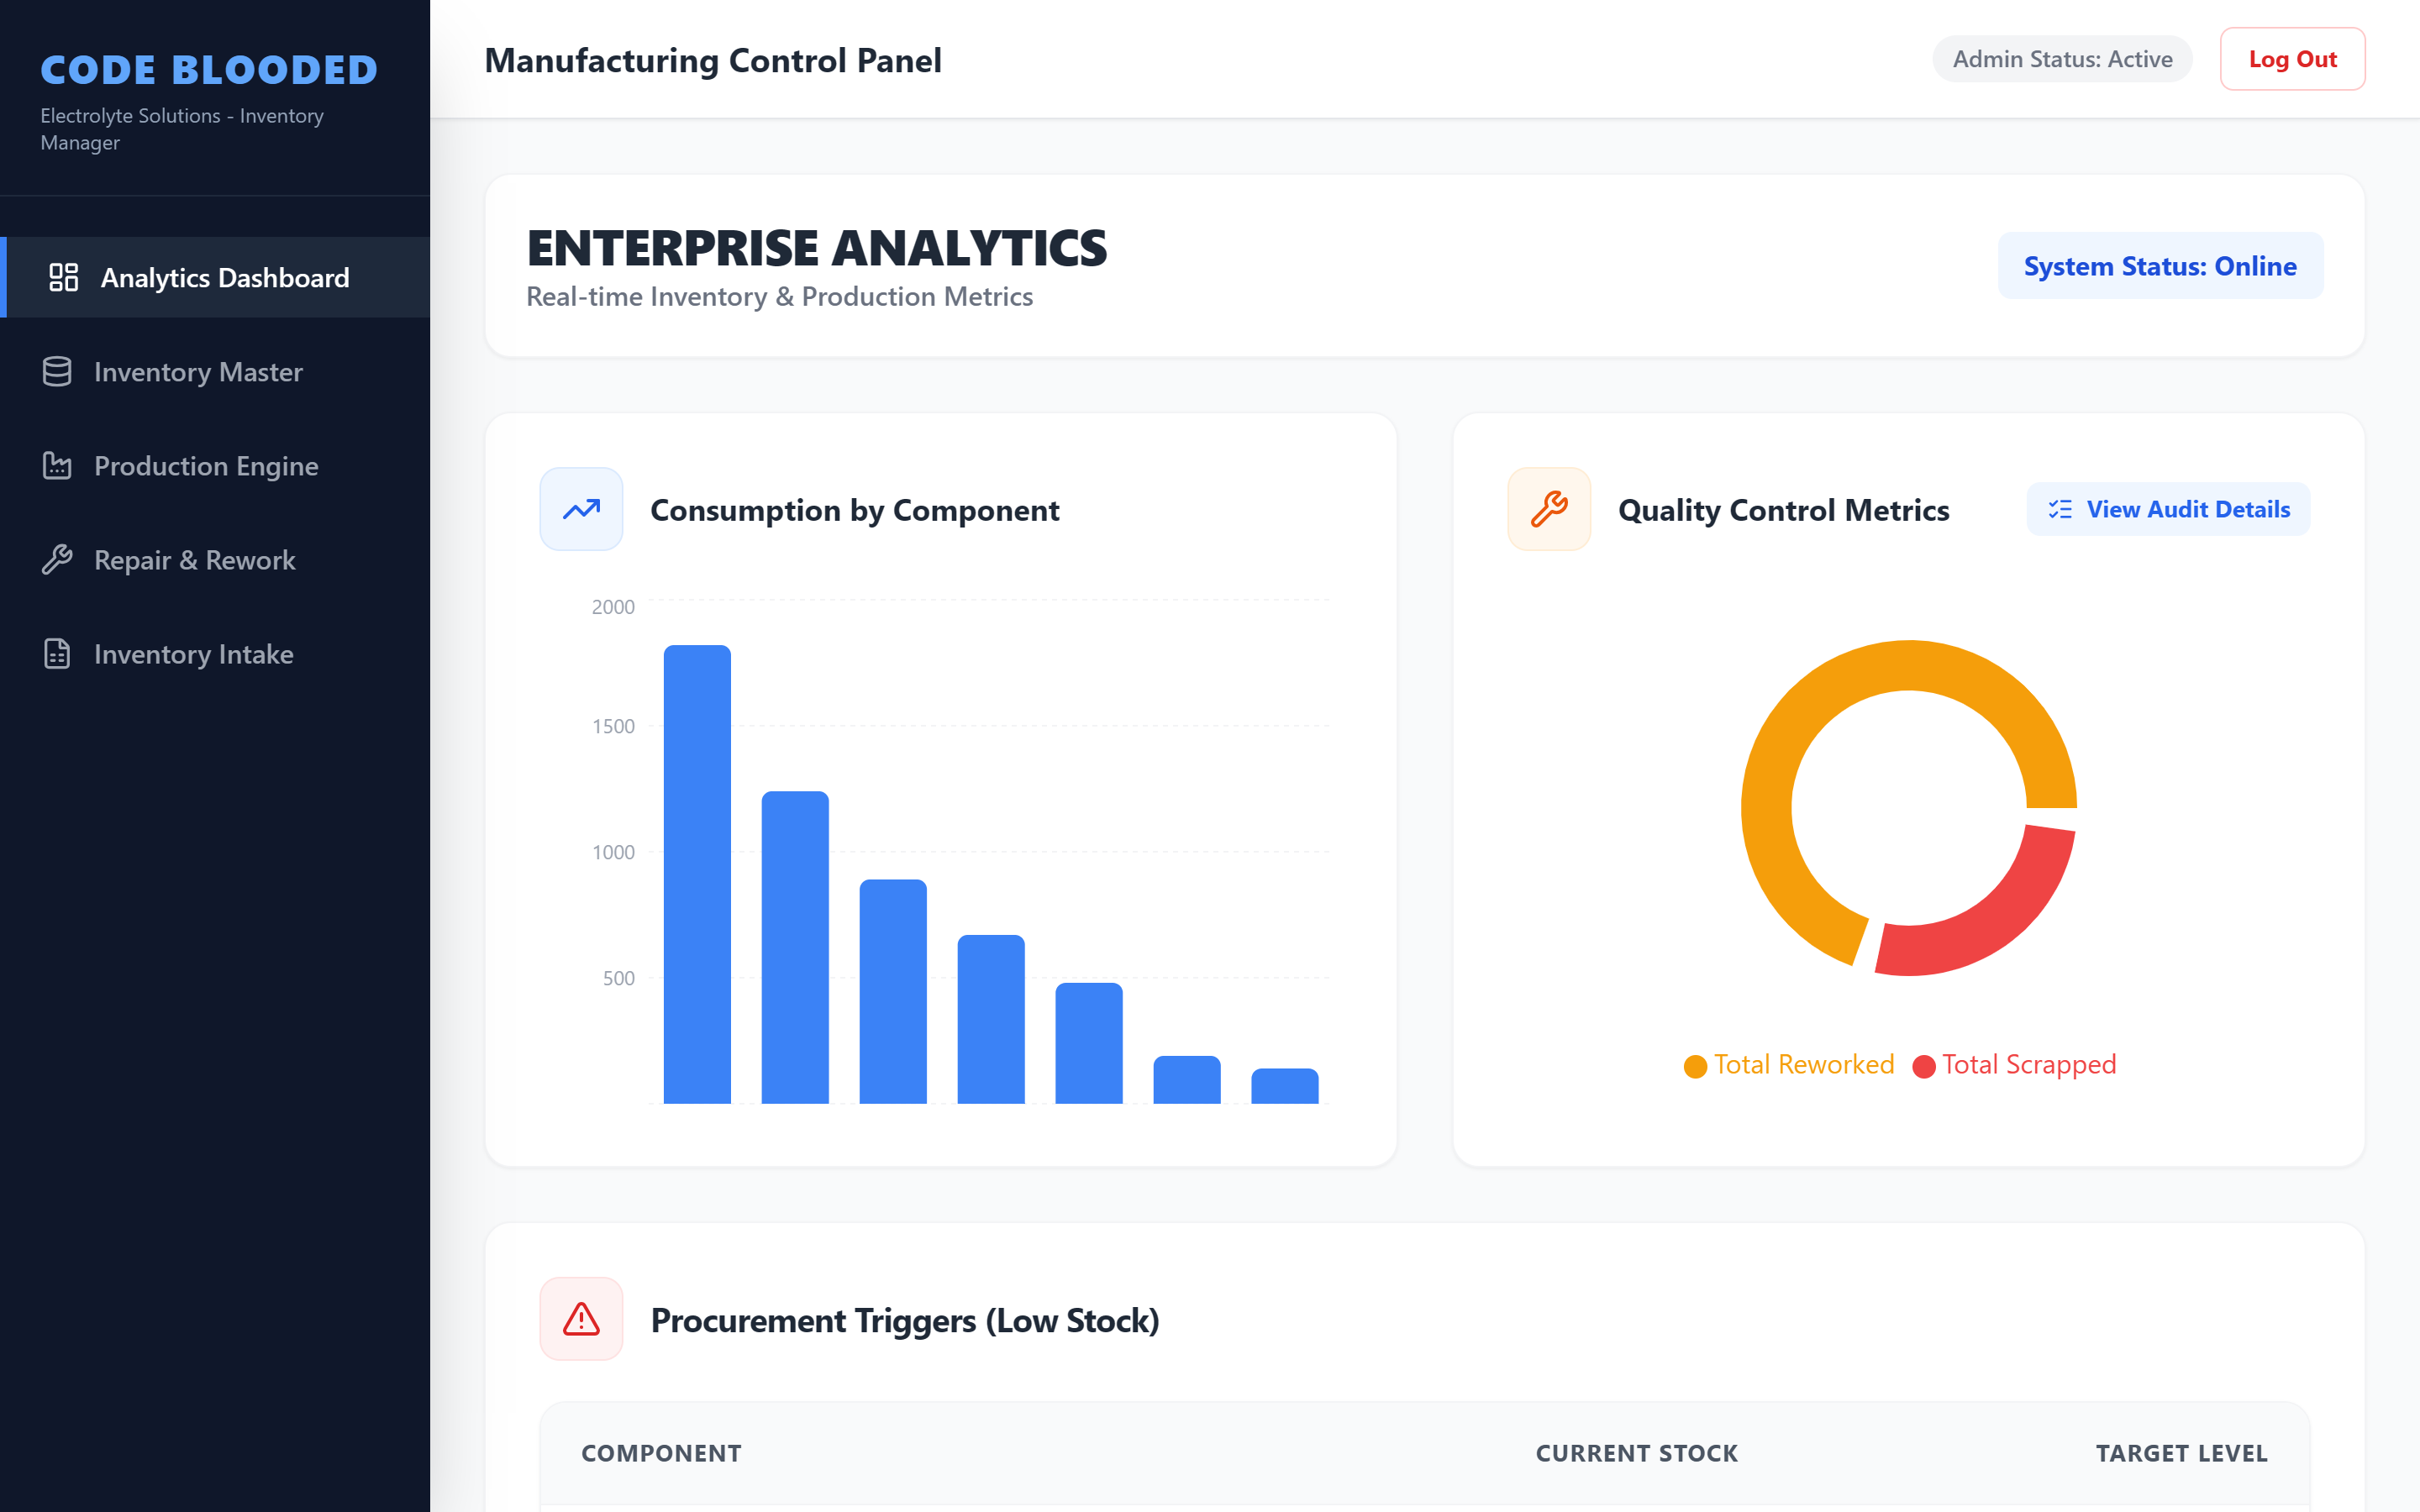 CODE BLOODED
Electrolyte Solutions - Inventory
Manager
Analytics Dashboard
Inventory Master
Production Engine
Repair & Rework
Inventory Intake
Manufacturing Control Panel
Admin Status: Active
Log Out
ENTERPRISE ANALYTICS
Real-time Inventory & Production Metrics
System Status: Online
Consumption by Component
2000
1500
1000
500
Quality Control Metrics
View Audit Details
Total Reworked
Total Scrapped
Procurement Triggers (Low Stock)
COMPONENT
CURRENT STOCK
TARGET LEVEL